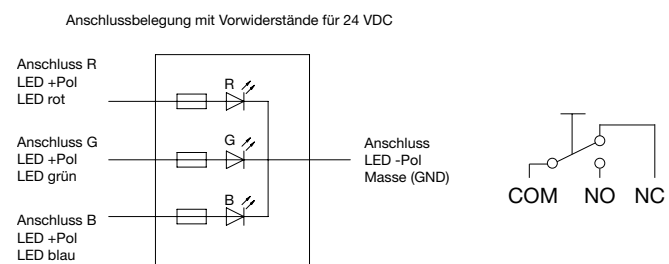 Anschlussbelegung mit Vorwiderstände für 24 VDC
Anschluss R
LED +Pol
LED rot
R
Anschluss G
LED +Pol
LED grün
G
Anschluss
LED -Pol
Masse (GND)
Anschluss B
LED +Pol
LED blau
B
COM NO NC